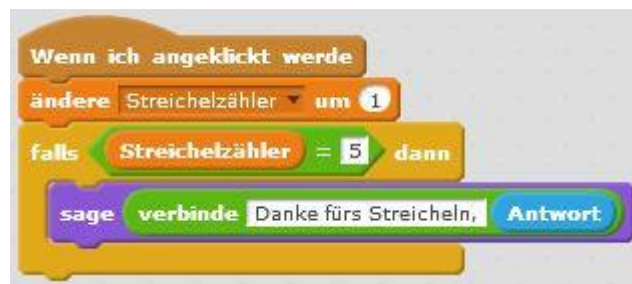 Wenn ich angeklickt werde
ändere Streichelzähler um 1
falls Streichelzähler = 5 dann
sage verbinde Danke fürs Streicheln, Antwort